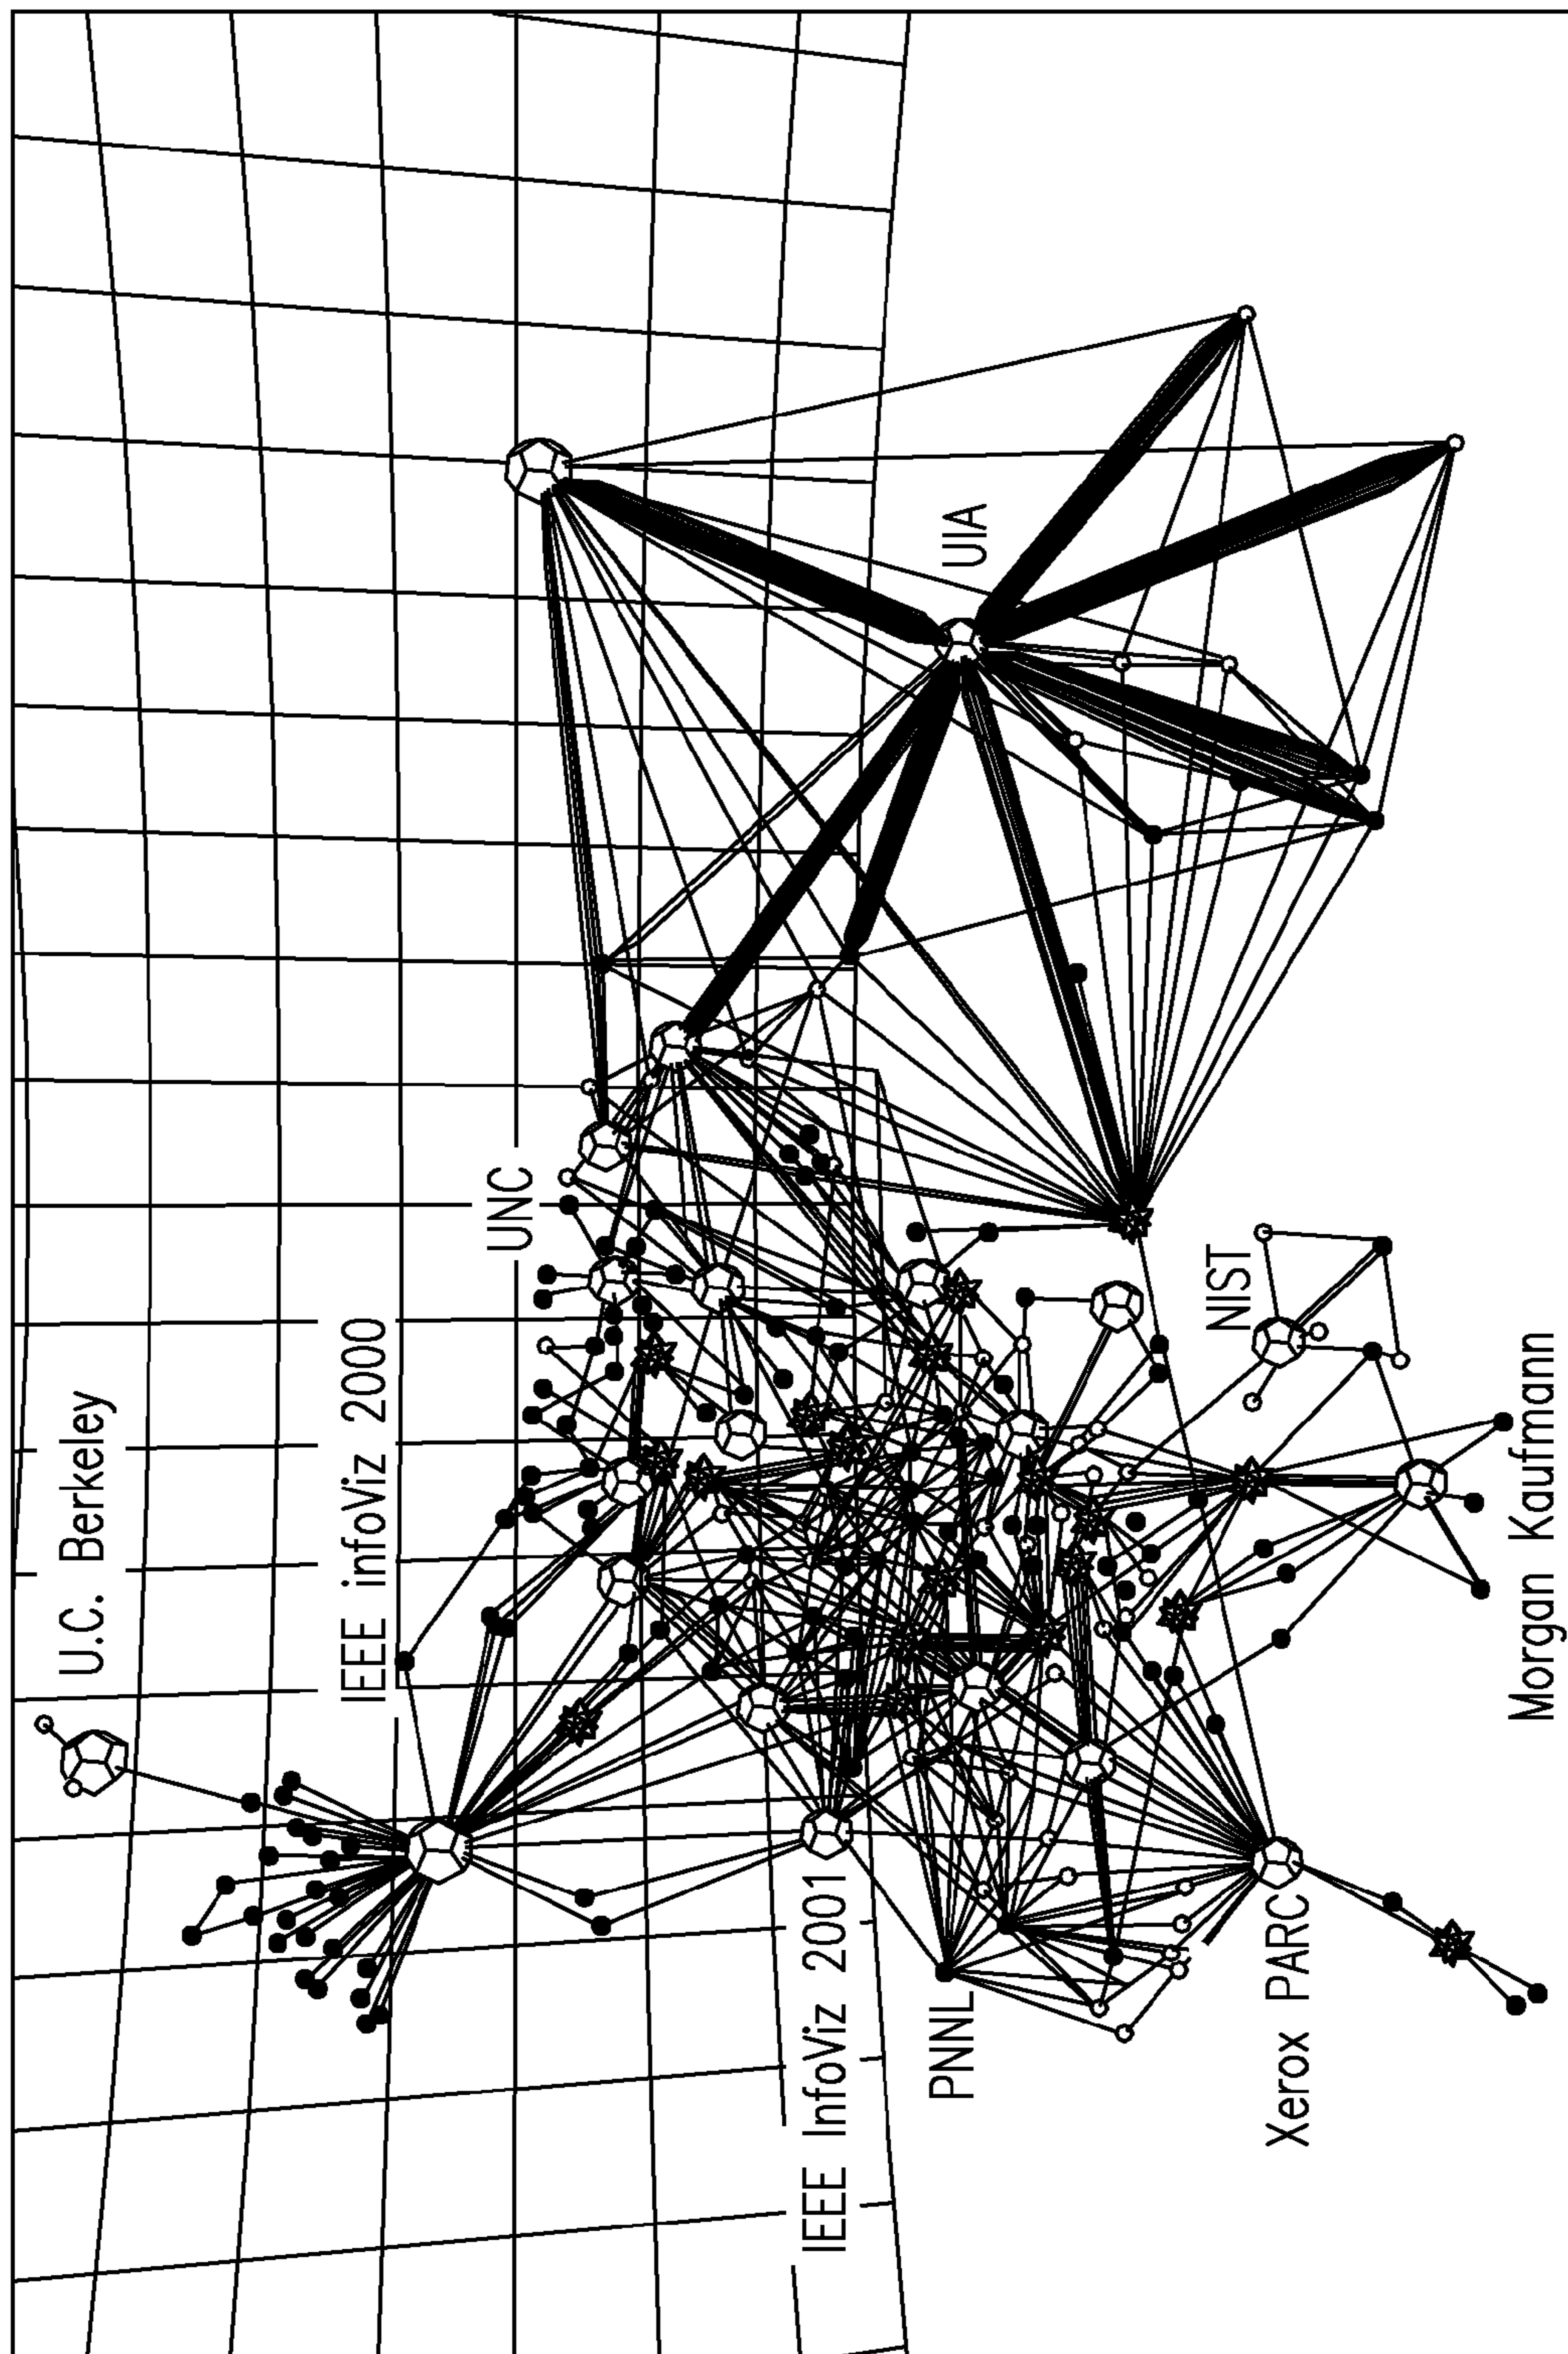 U.C. Berkeley
IEEE infoViz 2000
UNC
IEEE InfoViz 2001
PNNL
UIA
NIST
Xerox PARC
Morgan Kaufmann